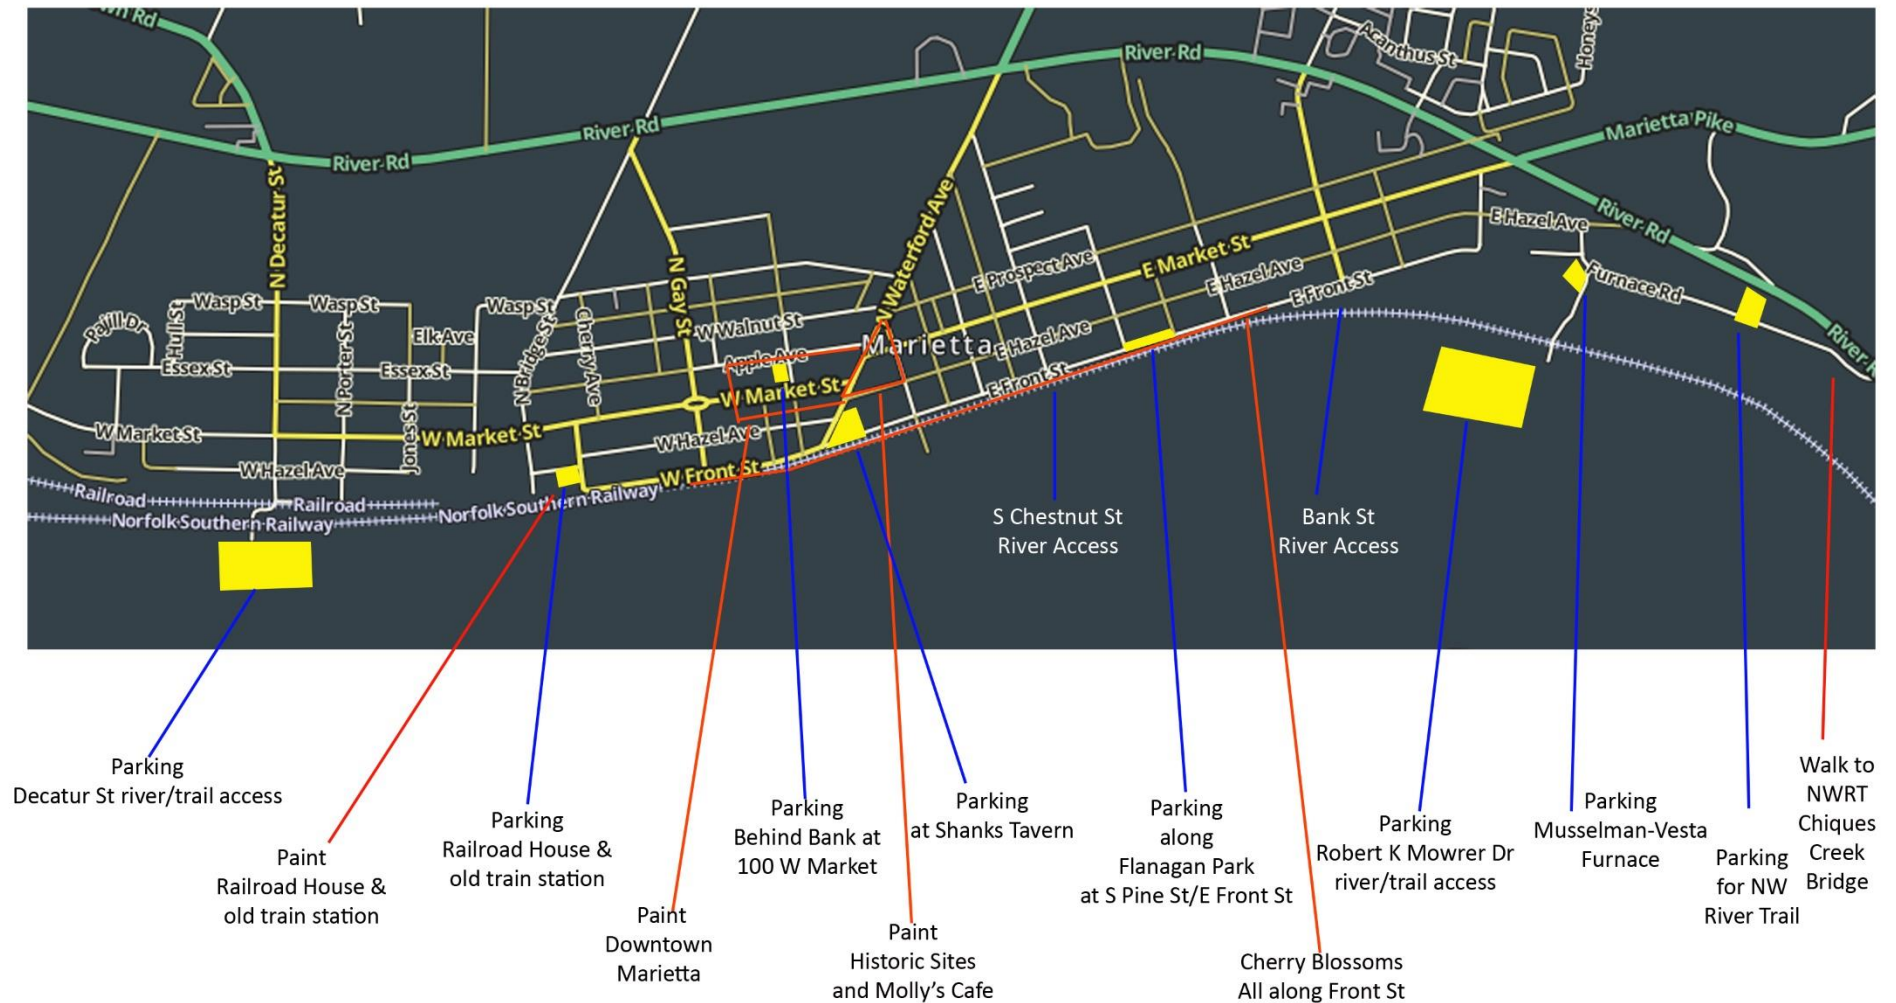 River Rd
River Rd
River Rd
Acanthus St
Marietta Pike
River Rd
N Decatur St
N Gay St
N Waterford Ave
E Prospect Ave
E Market St
E Hazel Ave
E Hazel Ave
E Front St
Furnace Rd
Wasp St
Wasp St
Wasp St
Pajill Dr
Hull St
N Porter St
Elk Ave
Essex St
Essex St
N Bridge St
Cherry Ave
W Walnut St
Apple Ave
Marietta
E Hazel Ave
E Front St
W Market St
W Market St
W Market St
Jones St
W Hazel Ave
W Hazel Ave
W Front St
Railroad
Railroad
Norfolk Southern Railway
Norfolk Southern Railway
S Chestnut St
River Access
Bank St
River Access
Parking
Decatur St river/trail access
Paint
Railroad House &
old train station
Parking
Railroad House &
old train station
Paint
Downtown
Marietta
Parking
Behind Bank at
100 W Market
Parking
at Shanks Tavern
Paint
Historic Sites
and Molly's Cafe
Parking
along
Flanagan Park
at S Pine St/E Front St
Cherry Blossoms
All along Front St
Parking
Robert K Mowrer Dr
river/trail access
Parking
Musselman-Vesta
Furnace
Parking
for NW
River Trail
Walk to
NWRT
Chiques
Creek
Bridge